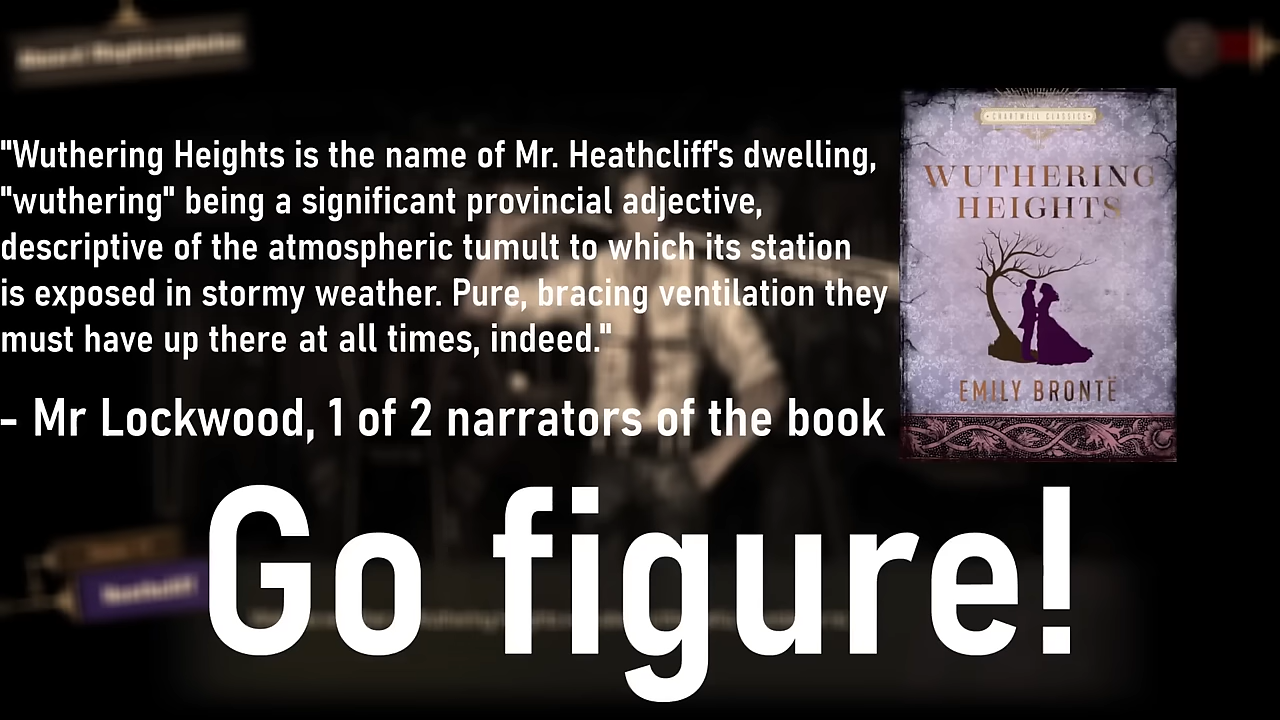 "Wuthering Heights is the name of Mr. Heathcliff's dwelling,
"wuthering" being a significant provincial adjective,
descriptive of the atmospheric tumult to which its station
is exposed in stormy weather. Pure, bracing ventilation they
must have up there at all times, indeed."
- Mr Lockwood, 1 of 2 narrators of the book
CHARTWELL CLASSICS
WUTHERING
HEIGHTS
EMILY BRONTË
Go figure!